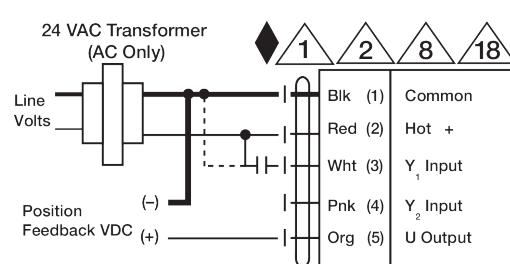 24 VAC Transformer
(AC Only)
1 2 8 18
Line
Volts
Blk (1) Common
Red (2) Hot +
Wht (3) Y1 Input
Pnk (4) Y2 Input
Org (5) U Output
Position
Feedback VDC
(–)
(+)